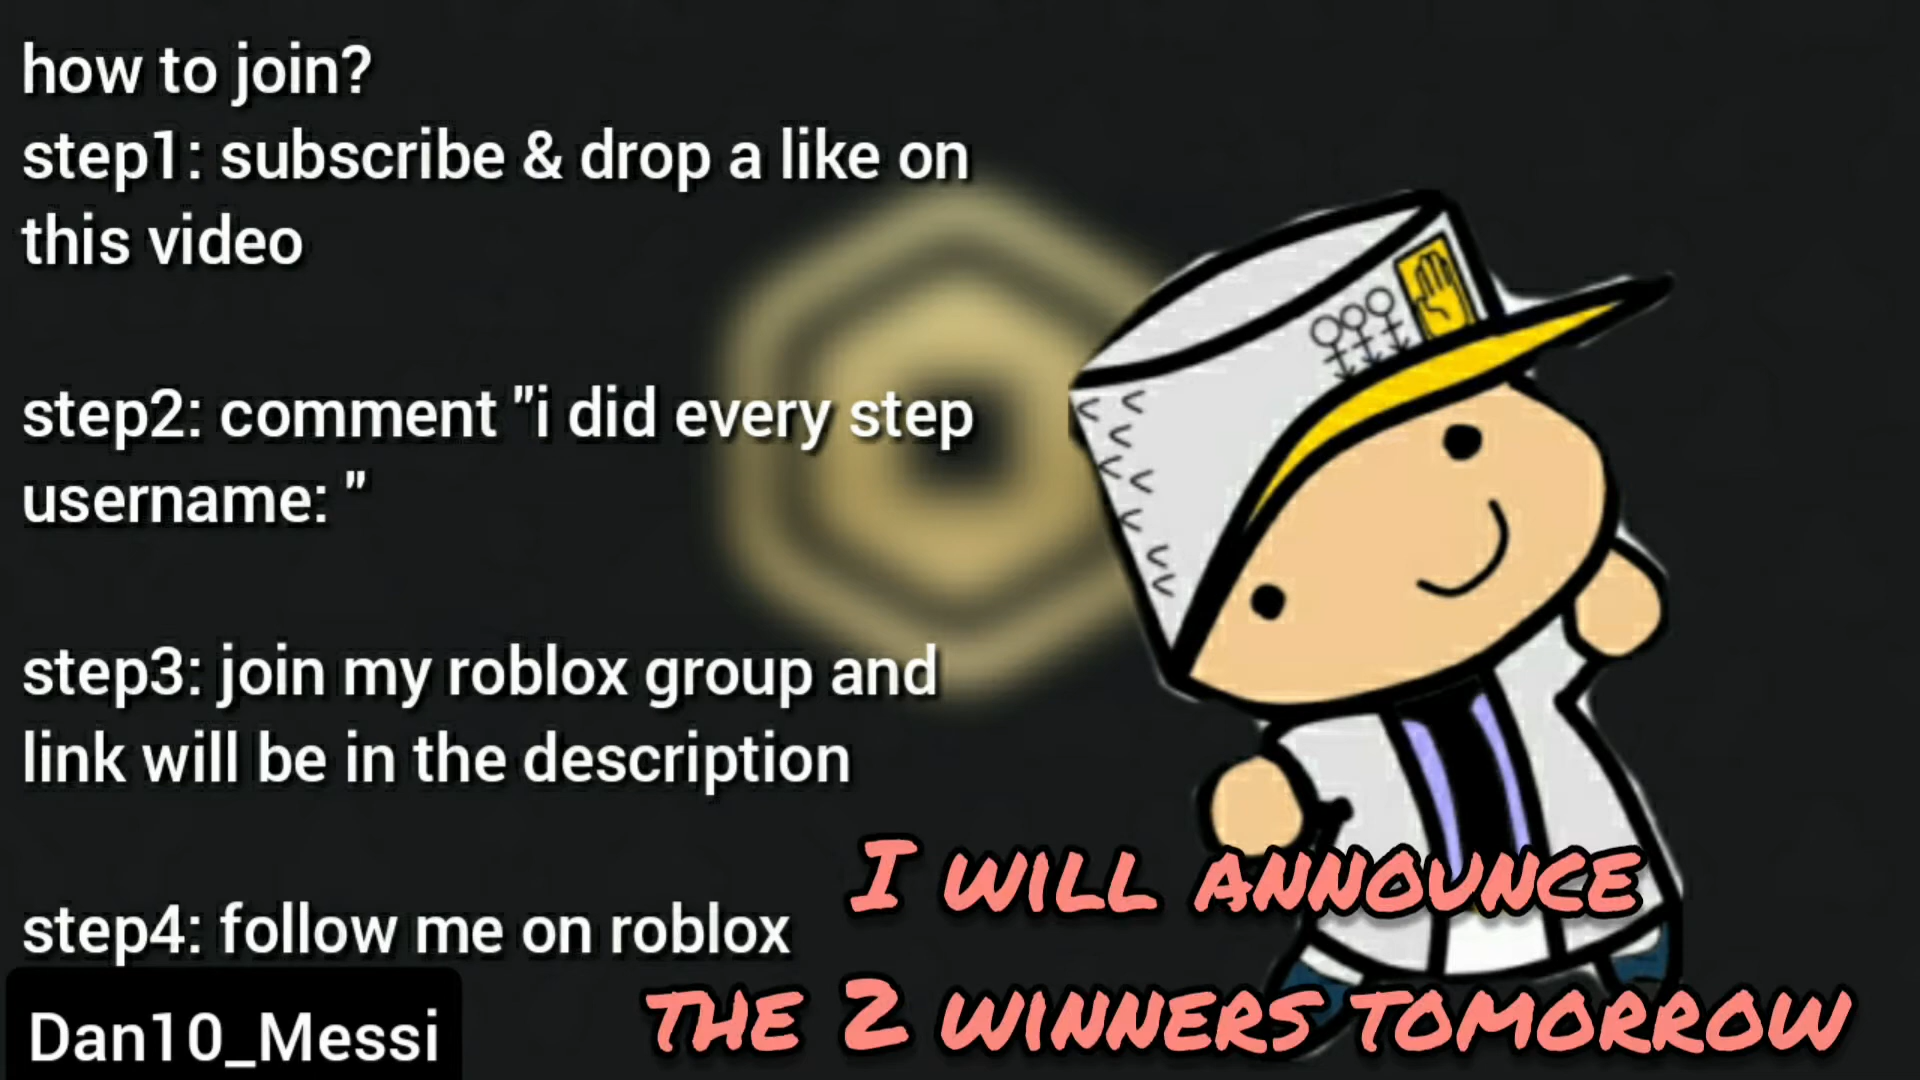 how to join?
step1: subscribe & drop a like on
this video
step2: comment "i did every step
username: "
step3: join my roblox group and
link will be in the description
step4: follow me on roblox
Dan10_Messi
I WILL ANNOUNCE
THE 2 WINNERS TOMORROW